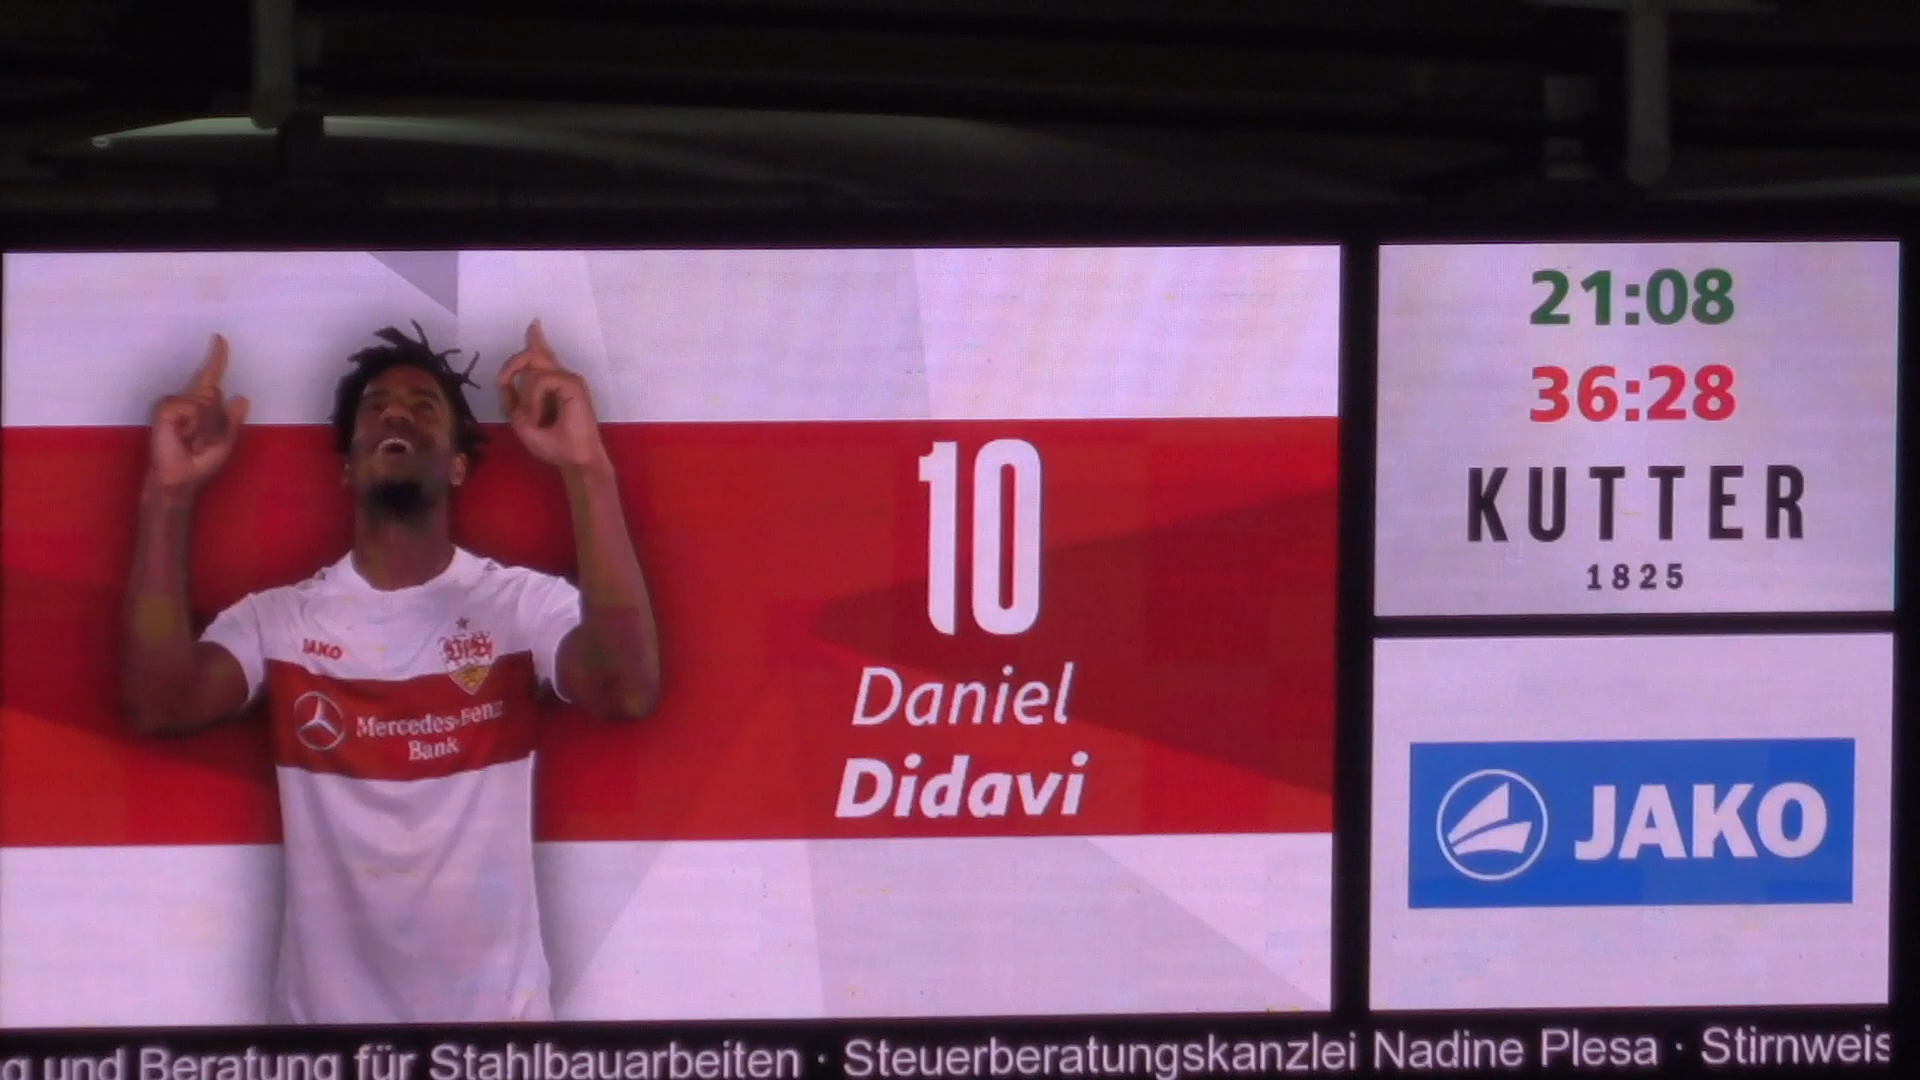 21:08
36:28
KUTTER
1825
10
Daniel
Didavi
JAKO
Mercedes-Benz
Bank
JAKO
und Beratung für Stahlbauarbeiten · Steuerberatungskanzlei Nadine Plesa ·